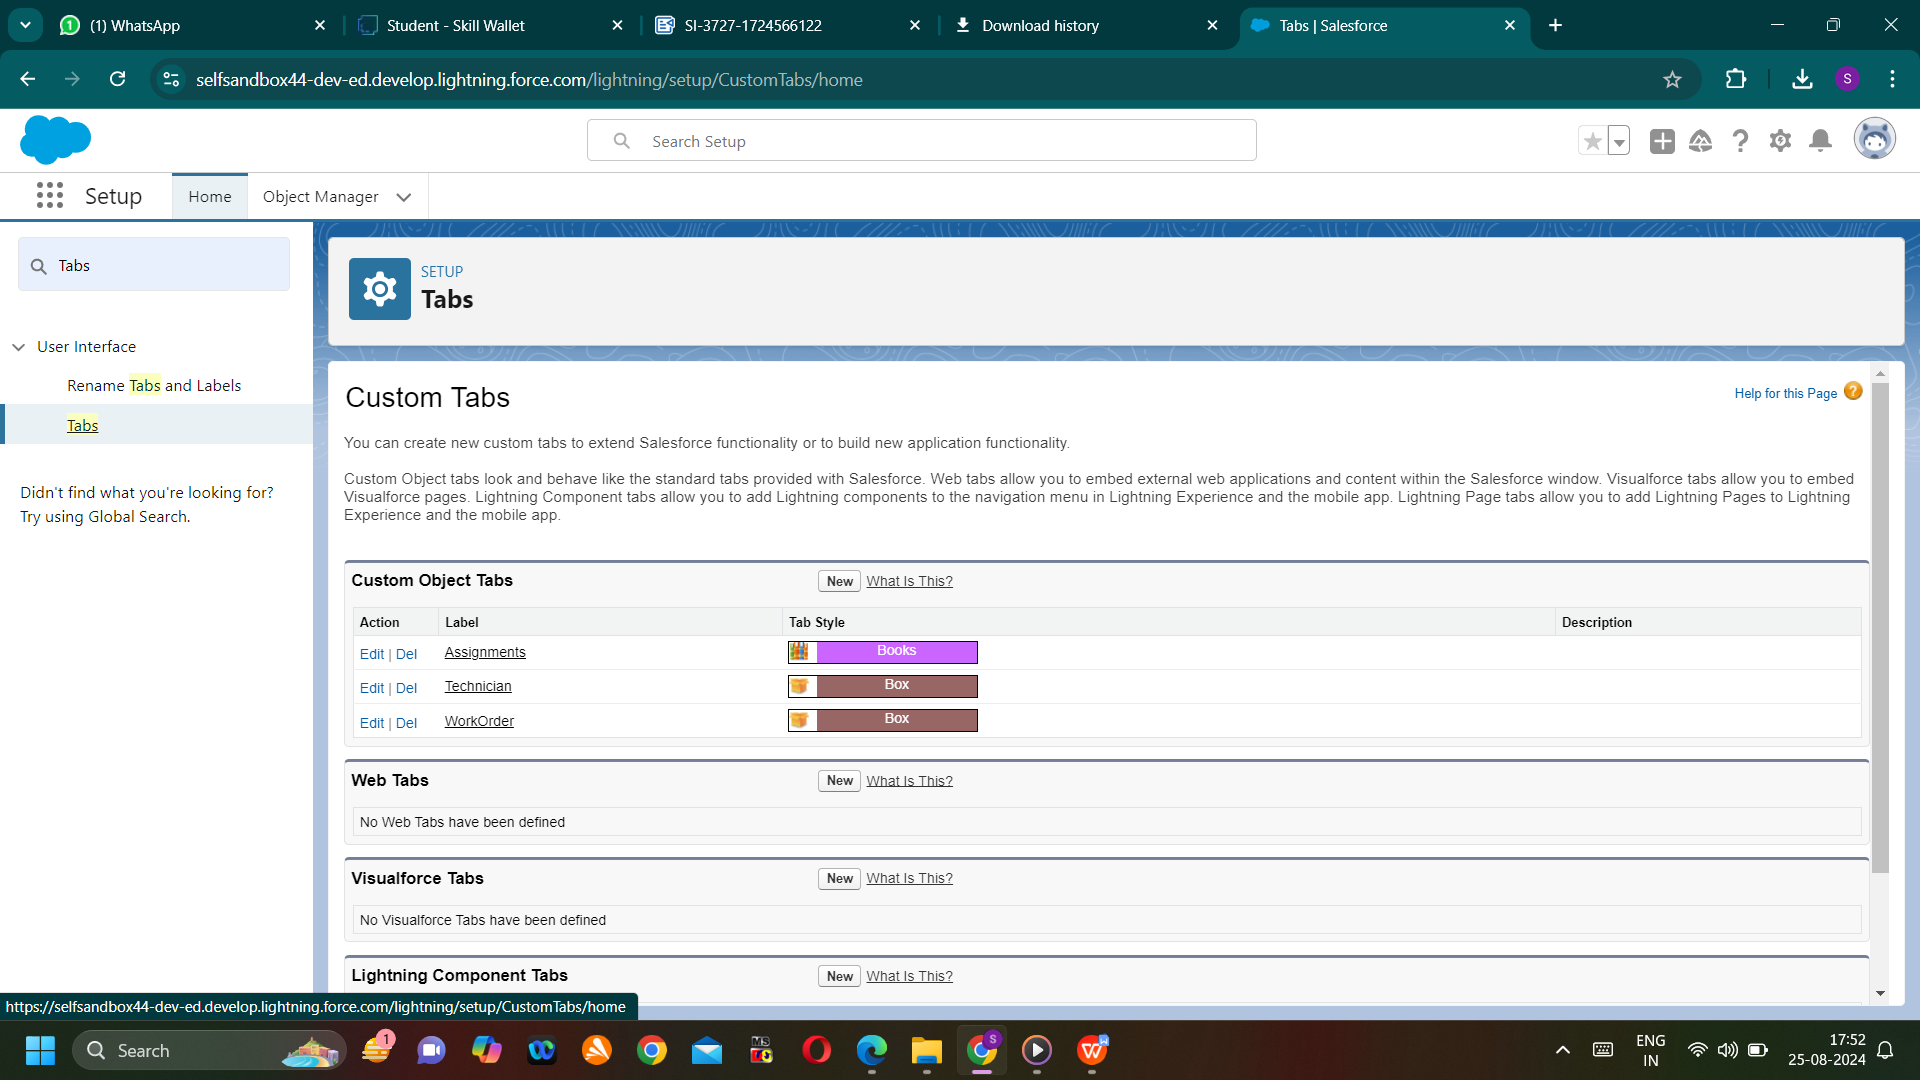 (1) WhatsApp
Student - Skill Wallet
SI-3727-1724566122
Download history
Tabs | Salesforce
selfsandbox44-dev-ed.develop.lightning.force.com/lightning/setup/CustomTabs/home
S
Search Setup
Setup
Home
Object Manager
Tabs
User Interface
Rename Tabs and Labels
Tabs
Didn't find what you're looking for?
Try using Global Search.
SETUP
Tabs
Custom Tabs
Help for this Page
You can create new custom tabs to extend Salesforce functionality or to build new application functionality.
Custom Object tabs look and behave like the standard tabs provided with Salesforce. Web tabs allow you to embed external web applications and content within the Salesforce window. Visualforce tabs allow you to embed
Visualforce pages. Lightning Component tabs allow you to add Lightning components to the navigation menu in Lightning Experience and the mobile app. Lightning Page tabs allow you to add Lightning Pages to Lightning
Experience and the mobile app.
Custom Object Tabs New What Is This?
Action Label Tab Style Description
Edit | Del Assignments Books
Edit | Del Technician Box
Edit | Del WorkOrder Box
Web Tabs New What Is This?
No Web Tabs have been defined
Visualforce Tabs New What Is This?
No Visualforce Tabs have been defined
Lightning Component Tabs New What Is This?
https://selfsandbox44-dev-ed.develop.lightning.force.com/lightning/setup/CustomTabs/home
Search
1
S
ENG
IN
17:52
25-08-2024